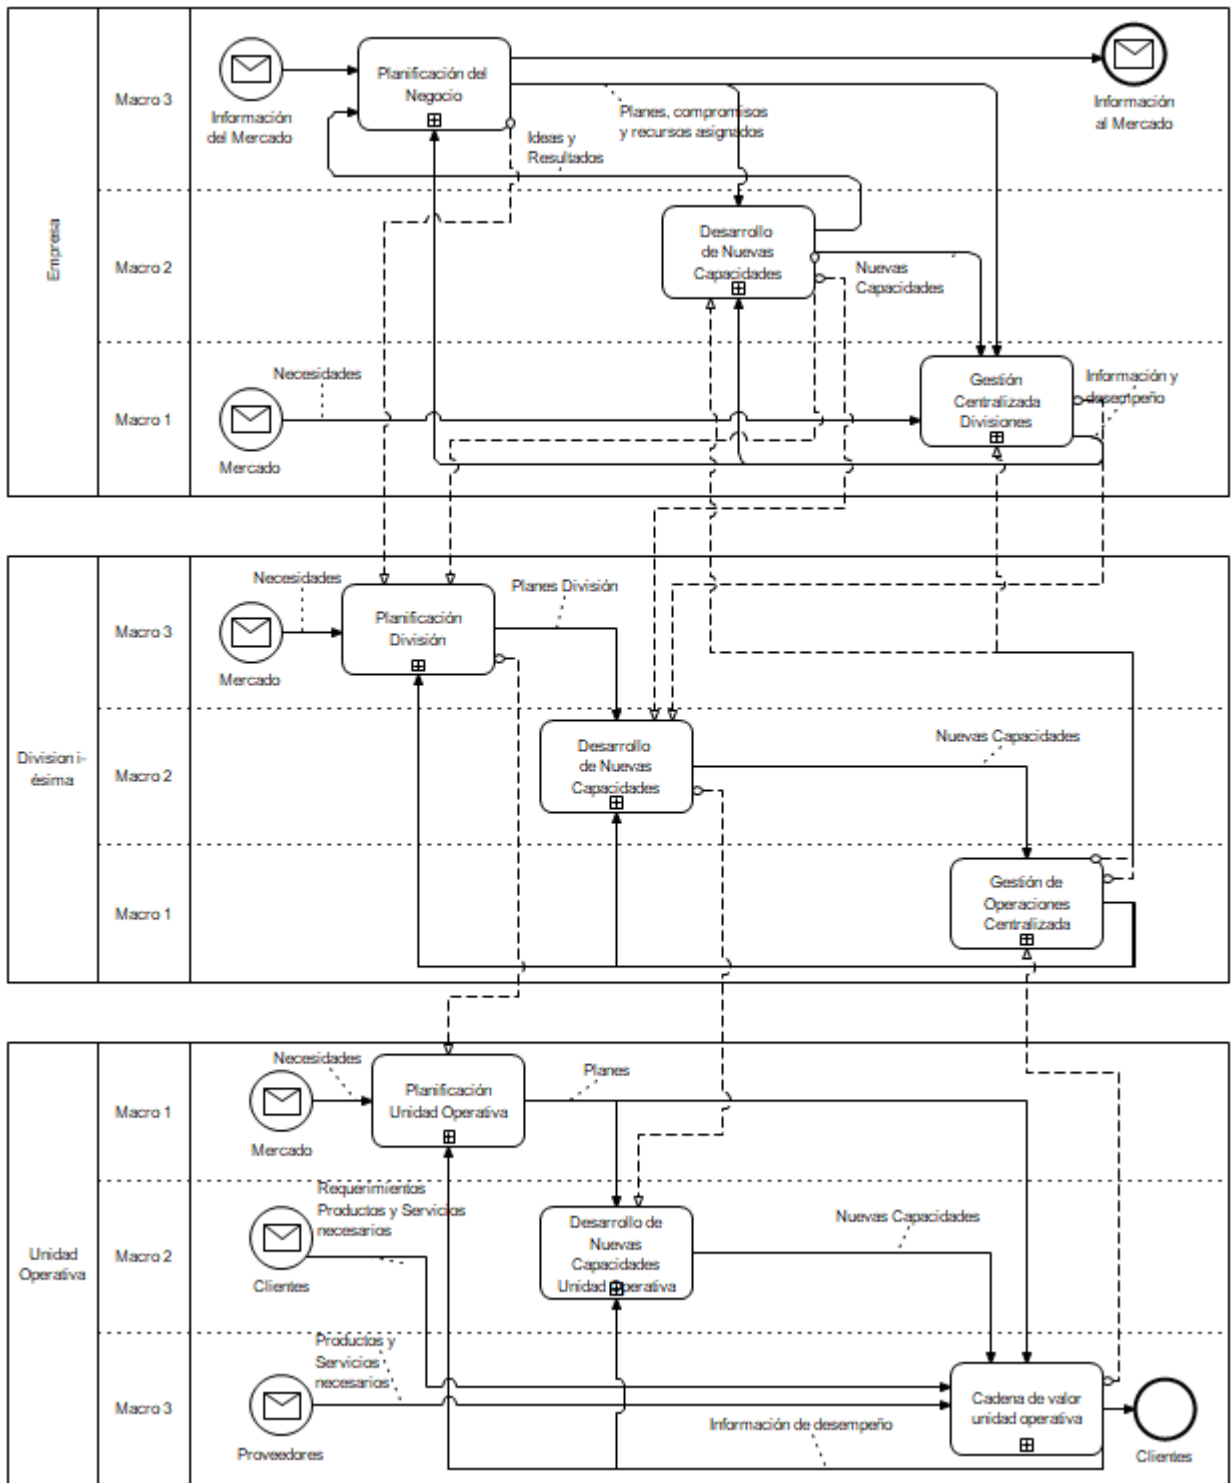 Empresa
Macro 3
Información
del Mercado
Planificación del
Negocio
Planes, compromisos
y recursos asignados
Ideas y
Resultados
Información
al Mercado
Macro 2
Desarrollo
de Nuevas
Capacidades
Nuevas
Capacidades
Macro 1
Necesidades
Mercado
Gestión
Centralizada
Divisiones
Información y
desempeño
Division i-
ésima
Macro 3
Necesidades
Mercado
Planificación
División
Planes División
Macro 2
Desarrollo
de Nuevas
Capacidades
Nuevas Capacidades
Macro 1
Gestión de
Operaciones
Centralizada
Unidad
Operativa
Macro 1
Necesidades
Mercado
Planificación
Unidad Operativa
Planes
Macro 2
Requerimientos
Productos y Servicios
necesarios
Clientes
Desarrollo de
Nuevas
Capacidades
Unidad Operativa
Nuevas Capacidades
Macro 3
Productos y
Servicios
necesarios
Proveedores
Información de desempeño
Cadena de valor
unidad operativa
Clientes